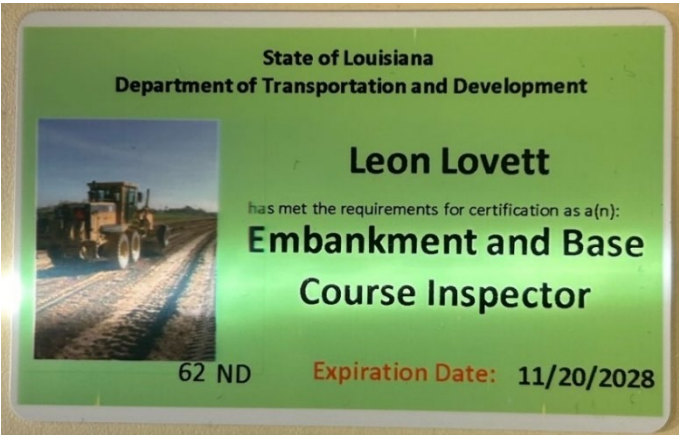 State of Louisiana
Department of Transportation and Development
Leon Lovett
has met the requirements for certification as a(n):
Embankment and Base
Course Inspector
62 ND
Expiration Date: 11/20/2028